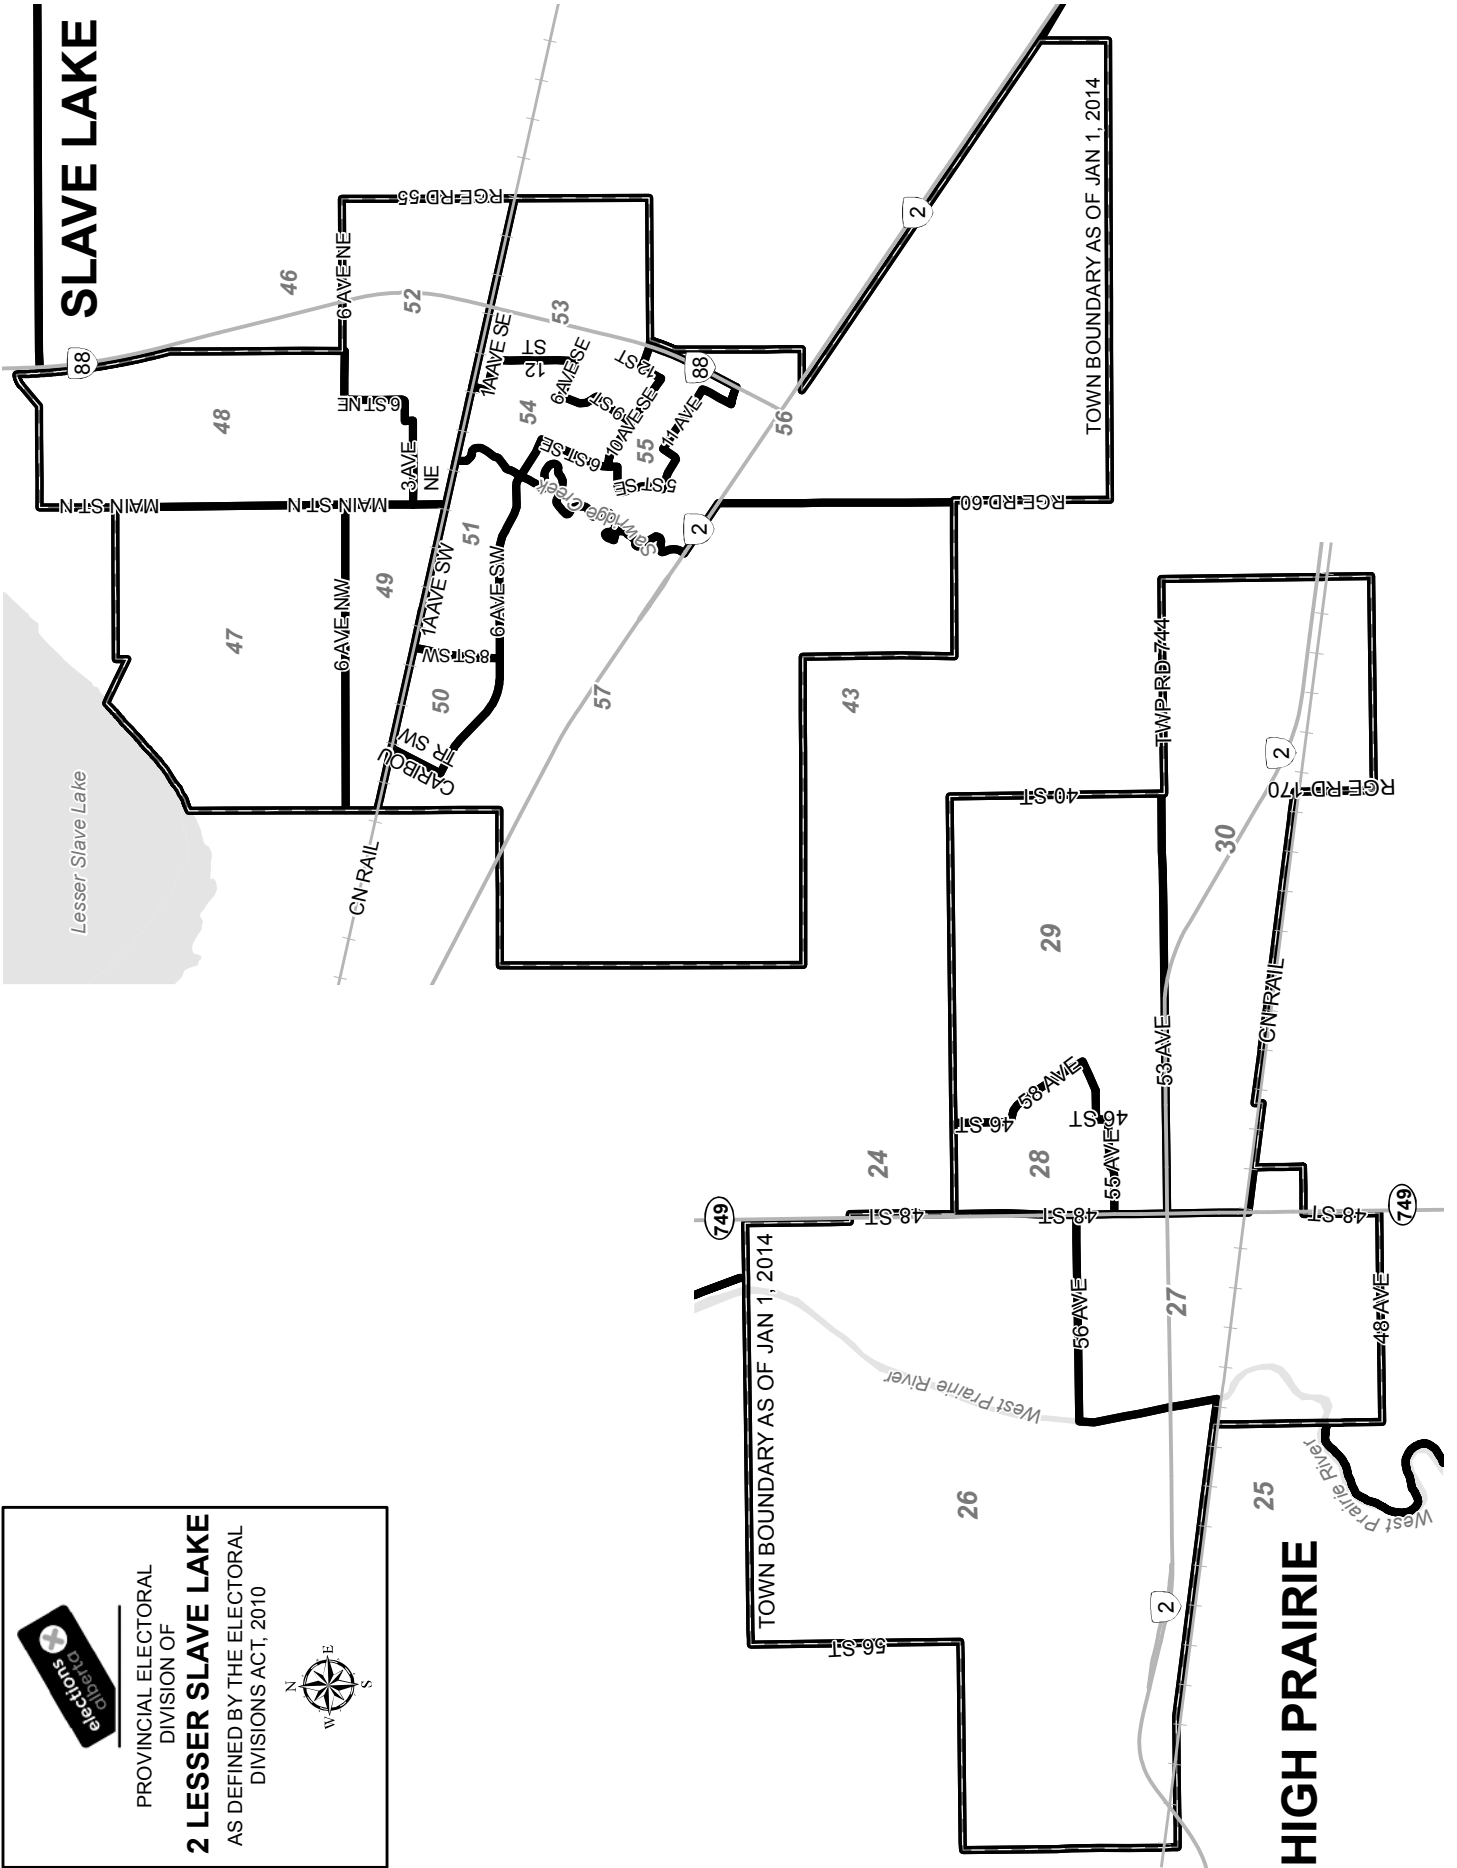 elections
alberta
PROVINCIAL ELECTORAL
DIVISION OF
2 LESSER SLAVE LAKE
AS DEFINED BY THE ELECTORAL
DIVISIONS ACT, 2010
N
W
E
S
SLAVE LAKE
Lesser Slave Lake
88
46
48
47
52
49
51
53
54
50
55
56
57
43
MAIN ST N
MAIN ST N
6 AVE NE
RGE RD 55
6 ST NE
3 AVE
NE
6 AVE NW
1A AVE SE
1A AVE SW
12
ST
6 AVE SE
9 ST
12 ST
10 AVE SE
11 AVE
6 ST SE
5 ST SE
Sawridge Creek
6 AVE SW
8 ST SW
CARIBOU
TR SW
CN RAIL
88
2
2
RGE RD 60
TOWN BOUNDARY AS OF JAN 1, 2014
HIGH PRAIRIE
TOWN BOUNDARY AS OF JAN 1, 2014
749
24
48 ST
48 ST
48 ST
749
40 ST
TWP RD 744
RGE RD 170
2
30
29
28
46 ST
58 AVE
46 ST
55 AVE
53 AVE
CN RAIL
56 AVE
27
48 AVE
West Prairie River
26
56 ST
25
West Prairie River
2